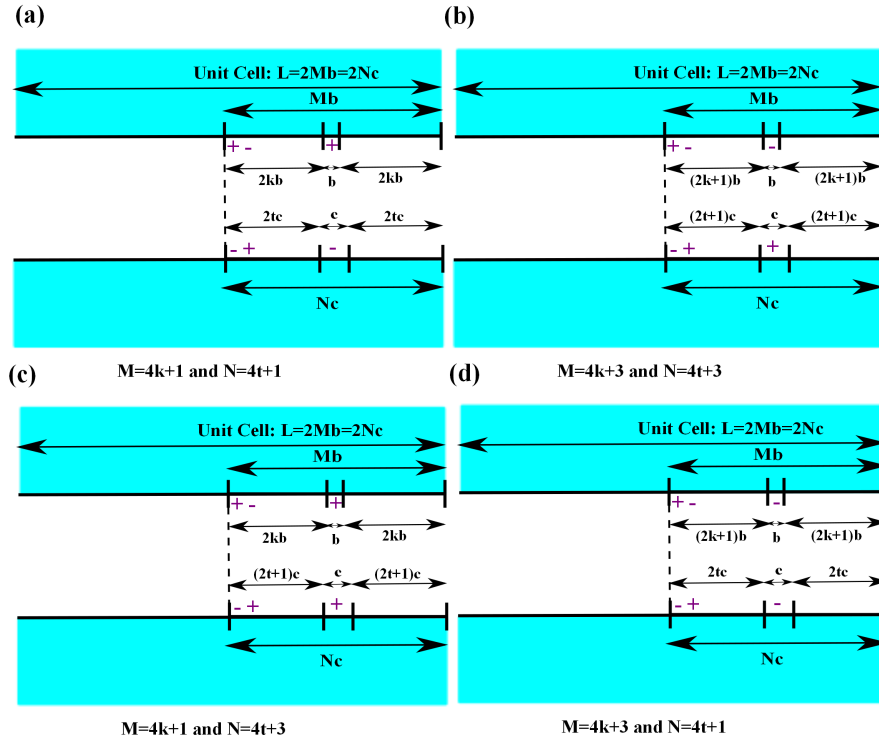 (a)
Unit Cell: L=2Mb=2Nc
Mb
+ - +
2kb b 2kb
2tc c 2tc
- + -
Nc
M=4k+1 and N=4t+1
(b)
Unit Cell: L=2Mb=2Nc
Mb
+ - -
(2k+1)b b (2k+1)b
(2t+1)c c (2t+1)c
- + +
Nc
M=4k+3 and N=4t+3
(c)
Unit Cell: L=2Mb=2Nc
Mb
+ - +
2kb b 2kb
(2t+1)c c (2t+1)c
- + +
Nc
M=4k+1 and N=4t+3
(d)
Unit Cell: L=2Mb=2Nc
Mb
+ - -
(2k+1)b b (2k+1)b
2tc c 2tc
- + -
Nc
M=4k+3 and N=4t+1